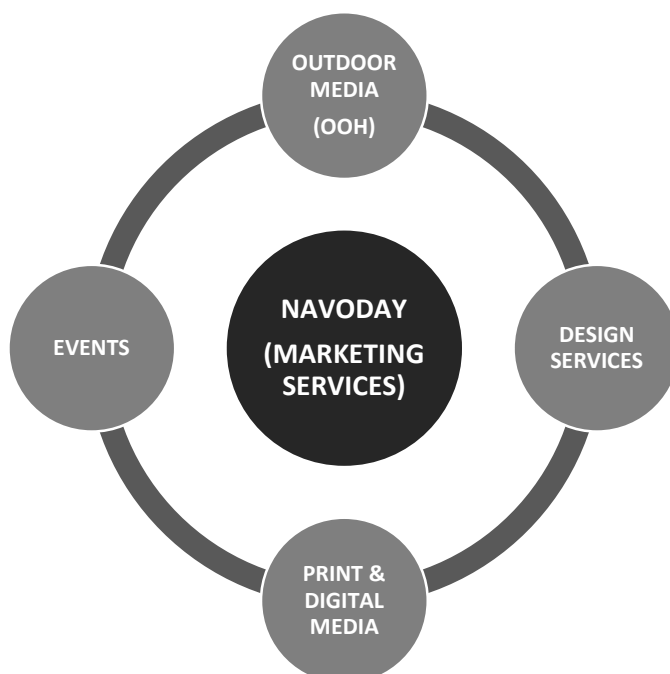 OUTDOOR
MEDIA
(OOH)
NAVODAY
(MARKETING
SERVICES)
EVENTS
DESIGN
SERVICES
PRINT &
DIGITAL
MEDIA